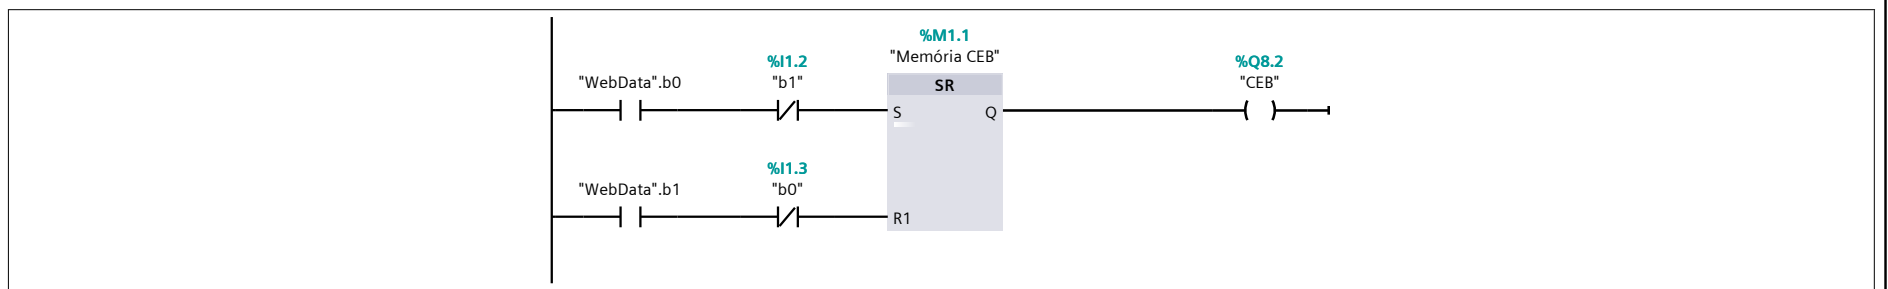 %M1.1
"Memória CEB"
%I1.2
%Q8.2
"WebData".b0
"b1"
"CEB"
SR
S
Q
%I1.3
"WebData".b1
"b0"
R1